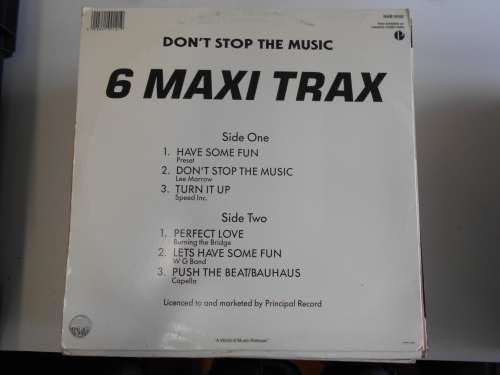 DON'T STOP THE MUSIC
6 MAXI TRAX
Side One
1. HAVE SOME FUN
Preset
2. DON'T STOP THE MUSIC
Lee Marrow
3. TURN IT UP
Speed Inc.
Side Two
1. PERFECT LOVE
Burning the Bridge
2. LETS HAVE SOME FUN
W G Band
3. PUSH THE BEAT/BAUHAUS
Capella
Licenced to and marketed by Principal Record
"A World of Music Release"